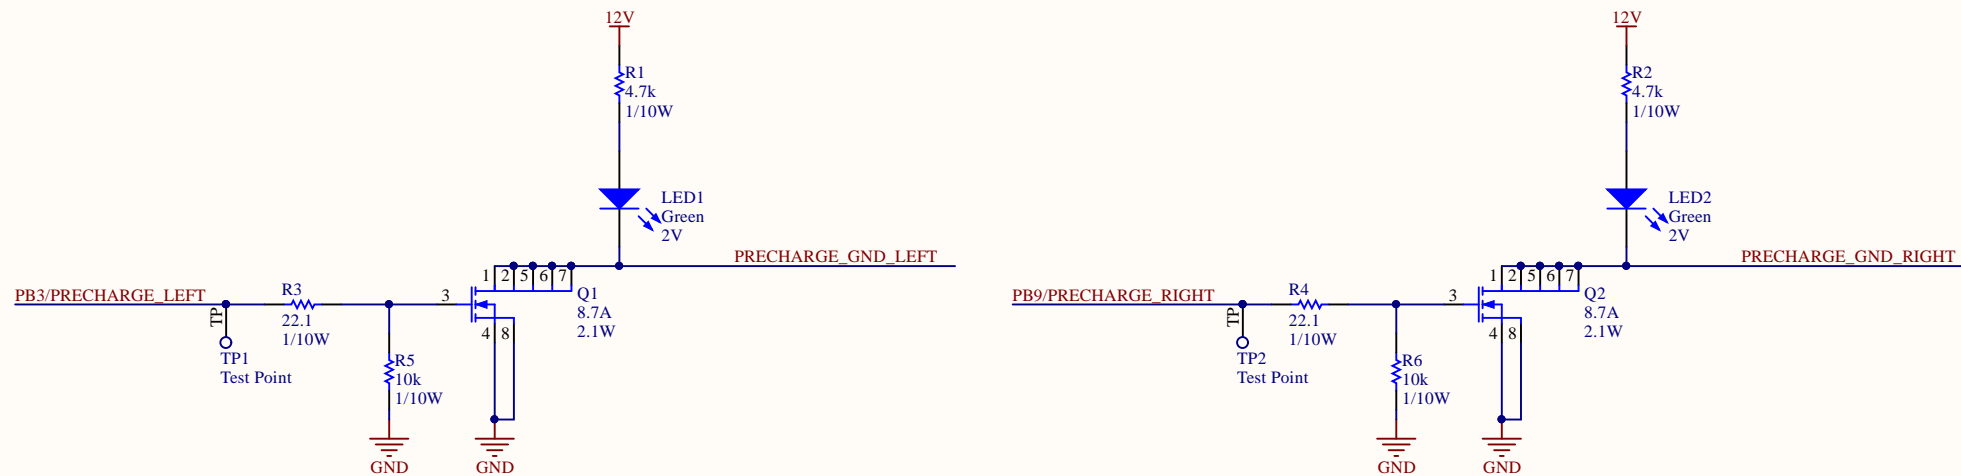 12V
R1
4.7k
1/10W
LED1
Green
2V
PRECHARGE_GND_LEFT
1 2 5 6 7
PB3/PRECHARGE_LEFT
R3
22.1
1/10W
3
Q1
8.7A
2.1W
4 8
TP
TP1
Test Point
R5
10k
1/10W
GND
GND
12V
R2
4.7k
1/10W
LED2
Green
2V
PRECHARGE_GND_RIGHT
1 2 5 6 7
PB9/PRECHARGE_RIGHT
R4
22.1
1/10W
3
Q2
8.7A
2.1W
4 8
TP
TP2
Test Point
R6
10k
1/10W
GND
GND